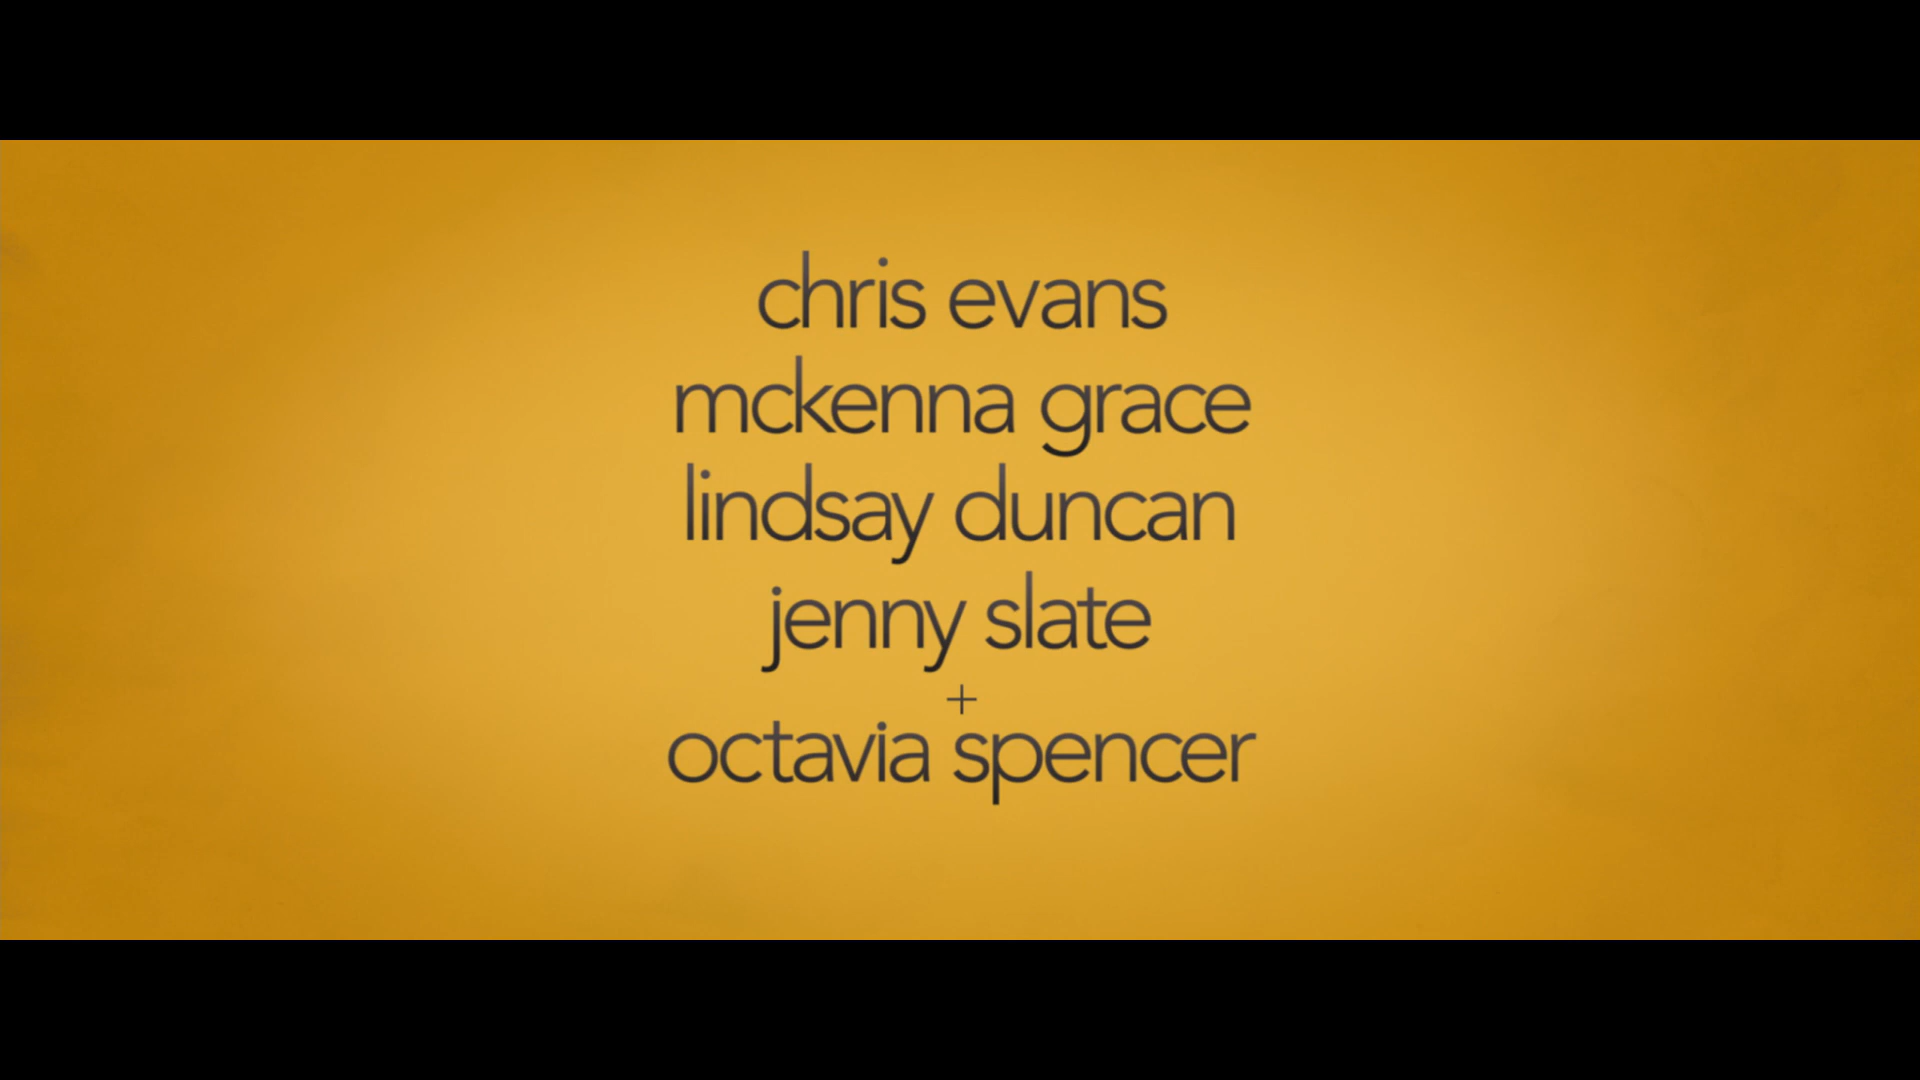 chris evans
mckenna grace
lindsay duncan
jenny slate
+
octavia spencer